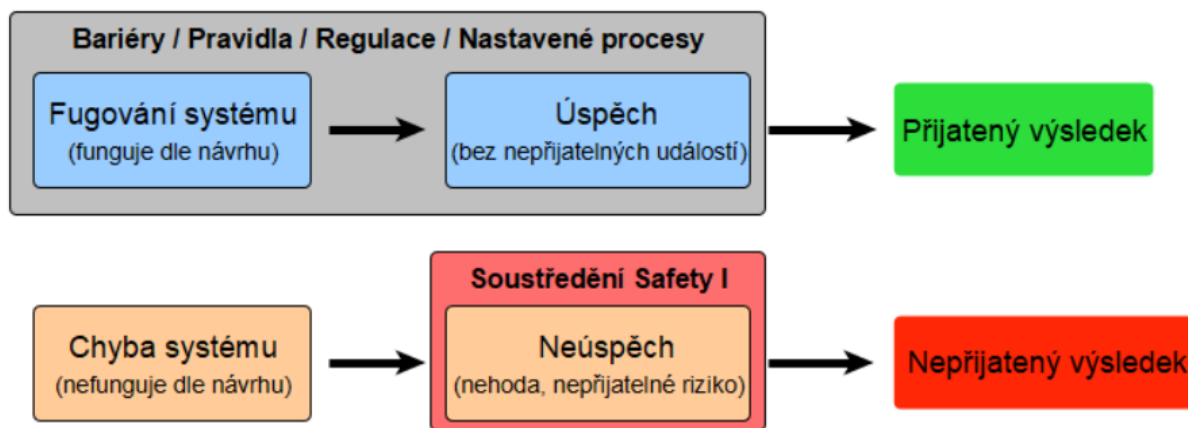 Bariéry / Pravidla / Regulace / Nastavené procesy
Fugování systému
(funguje dle návrhu)
Úspěch
(bez nepřijatelných událostí)
Přijatený výsledek
Soustředění Safety I
Chyba systému
(nefunguje dle návrhu)
Neúspěch
(nehoda, nepřijatelné riziko)
Nepřijatený výsledek